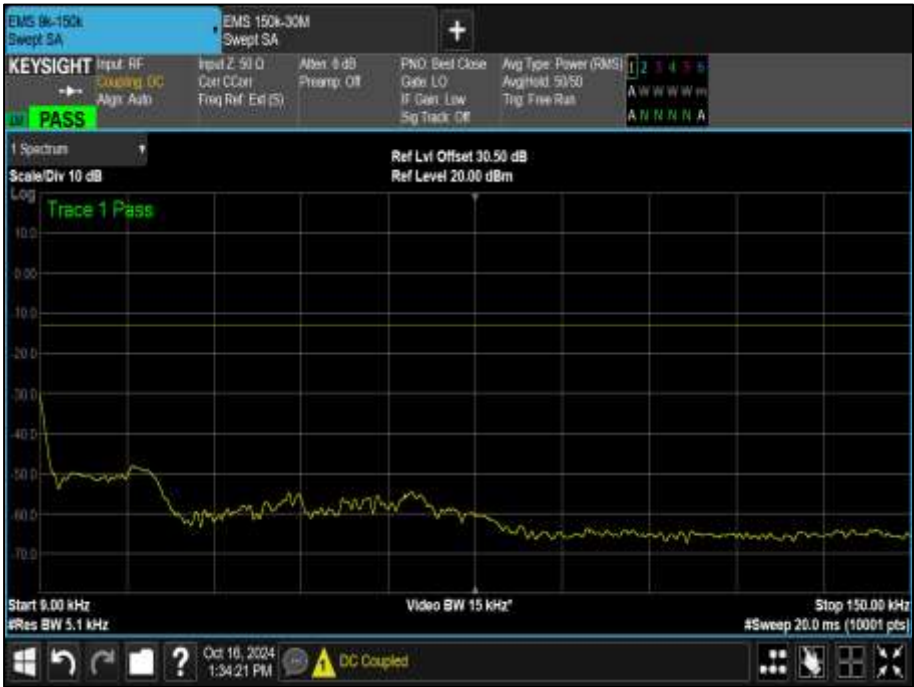 EMS 9k-150k
Swept SA
EMS 150k-30M
Swept SA
+
KEYSIGHT
Input: RF
Coupling: DC
Align: Auto
Input Z: 50 Ω
Corr CCorr
Freq Ref: Ext (S)
Atten: 6 dB
Preamp: Off
PNO: Best Close
Gate: LO
IF Gain: Low
Sig Track: Off
Avg Type: Power (RMS)
Avg|Hold: 50/50
Trig: Free Run
1 2 3 4 5 6
A W W W W
A N N N N A
PASS
1 Spectrum
Scale/Div 10 dB
Ref Lvl Offset 30.50 dB
Ref Level 20.00 dBm
Log
Trace 1 Pass
10.0
0.00
-10.0
-20.0
-30.0
-40.0
-50.0
-60.0
-70.0
Start 9.00 kHz
Video BW 15 kHz*
Stop 150.00 kHz
#Res BW 5.1 kHz
#Sweep 20.0 ms (10001 pts)
?
Oct 16, 2024
1:34:21 PM
DC Coupled